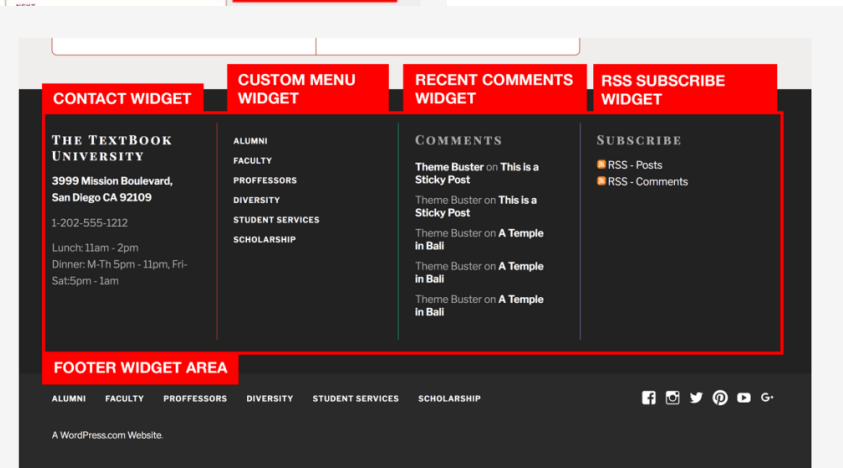 CONTACT WIDGET
CUSTOM MENU
WIDGET
RECENT COMMENTS
WIDGET
RSS SUBSCRIBE
WIDGET
THE TEXTBOOK
UNIVERSITY
3999 Mission Boulevard,
San Diego CA 92109
1-202-555-1212
Lunch: 11am - 2pm
Dinner: M-Th 5pm - 11pm, Fri-
Sat:5pm - 1am
ALUMNI
FACULTY
PROFFESSORS
DIVERSITY
STUDENT SERVICES
SCHOLARSHIP
COMMENTS
Theme Buster on This is a
Sticky Post
Theme Buster on This is a
Sticky Post
Theme Buster on A Temple
in Bali
Theme Buster on A Temple
in Bali
Theme Buster on A Temple
in Bali
SUBSCRIBE
RSS - Posts
RSS - Comments
FOOTER WIDGET AREA
ALUMNI FACULTY PROFFESSORS DIVERSITY STUDENT SERVICES SCHOLARSHIP
A WordPress.com Website.